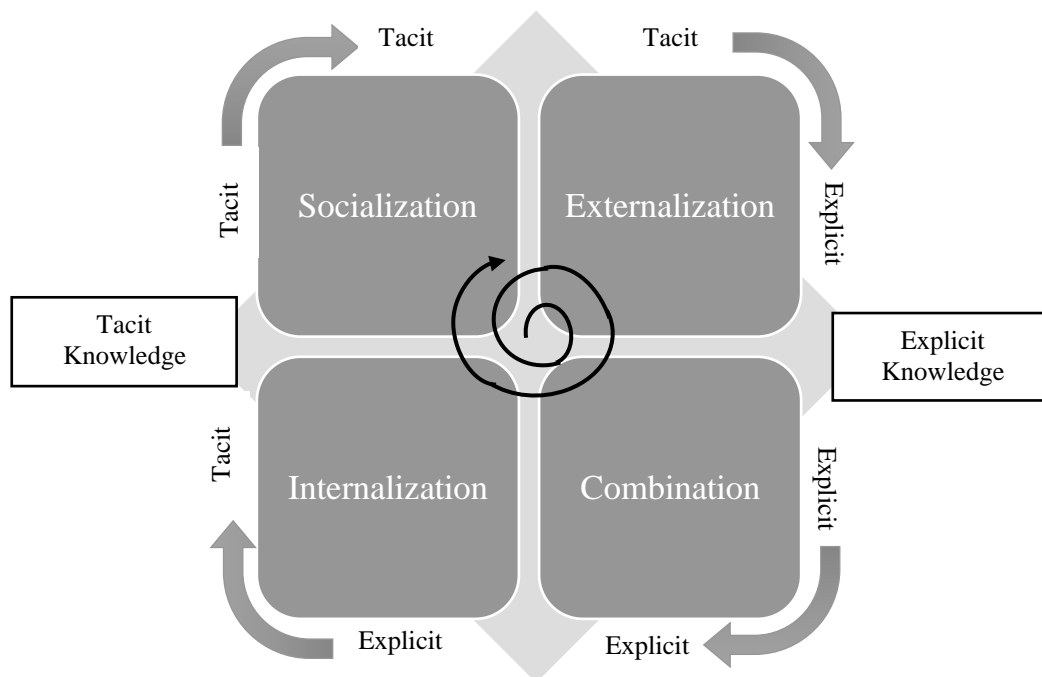 Tacit
Tacit
Tacit
Explicit
Socialization
Externalization
Tacit
Knowledge
Explicit
Knowledge
Tacit
Explicit
Internalization
Combination
Explicit
Explicit